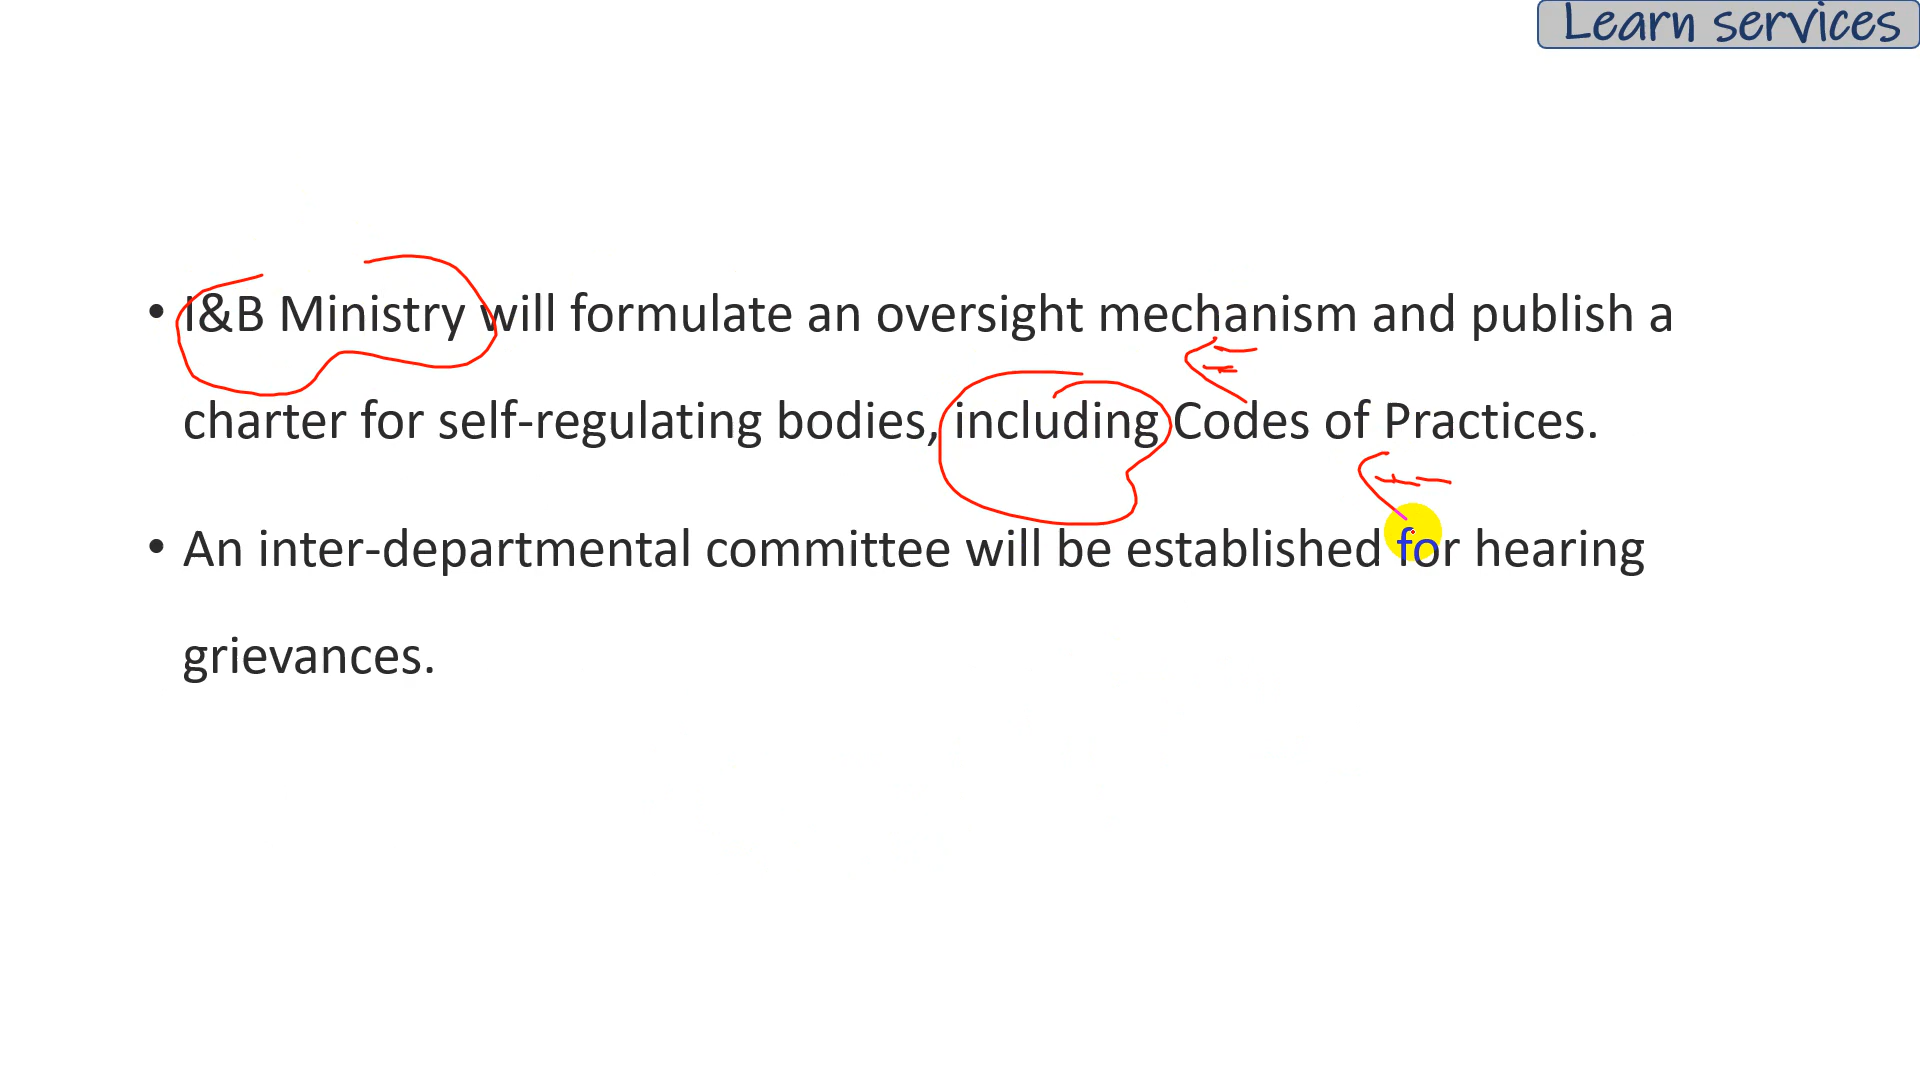 Learn services
• I&B Ministry will formulate an oversight mechanism and publish a
charter for self-regulating bodies, including Codes of Practices.
• An inter-departmental committee will be established for hearing
grievances.